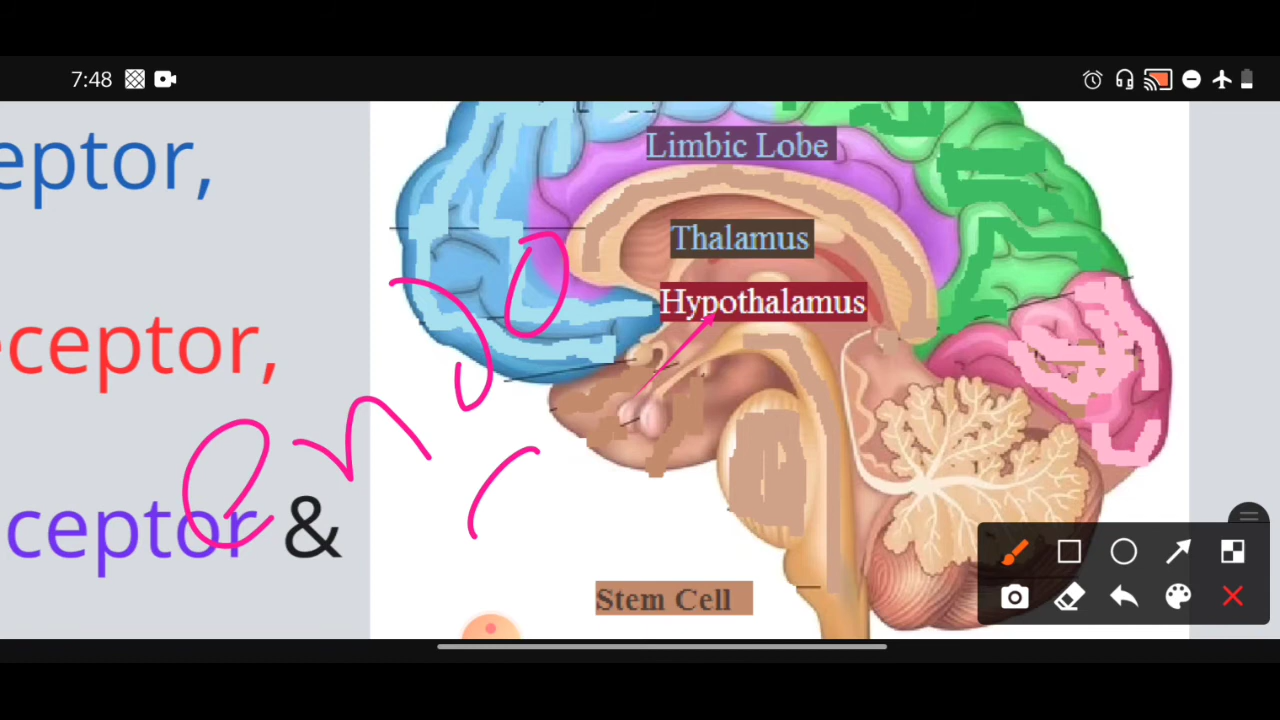 7:48
eptor,
Limbic Lobe
Thalamus
Hypothalamus
ceptor,
ceptor &
Stem Cell